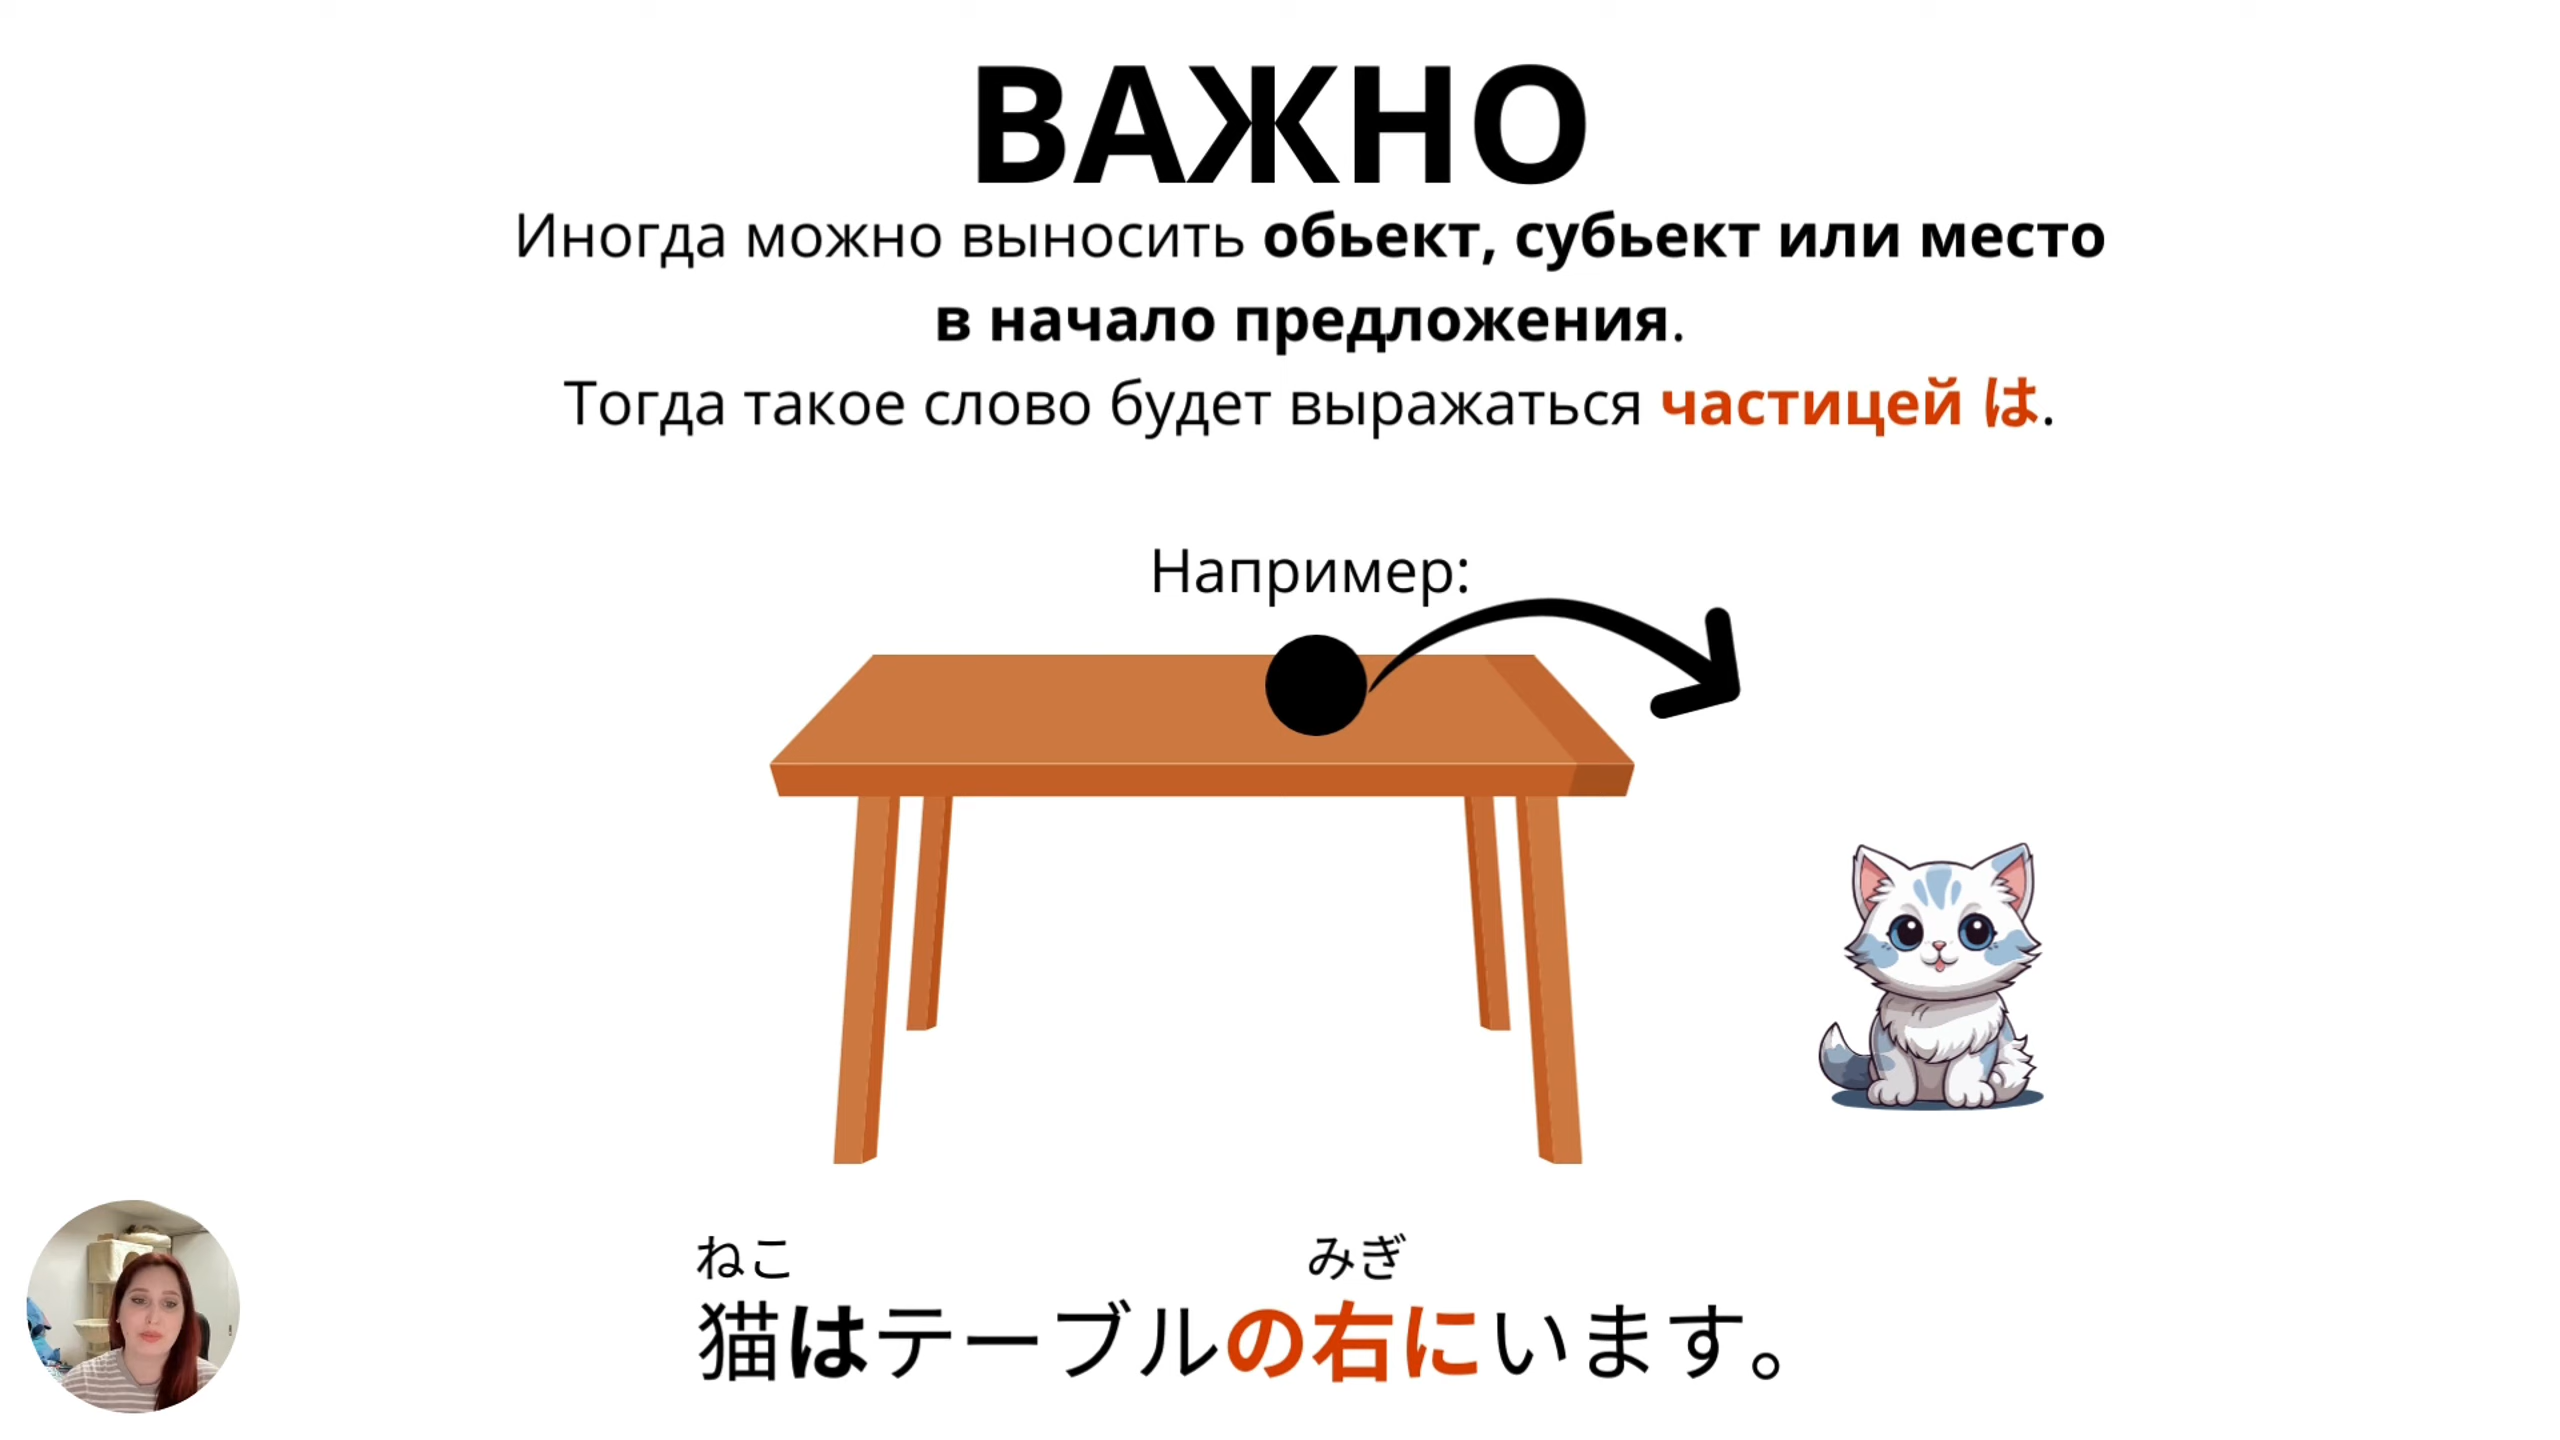 ВАЖНО
Иногда можно выносить обьект, субьект или место
в начало предложения.
Тогда такое слово будет выражаться частицей は.
Например:
ねこ みぎ
猫はテーブルの右にいます。